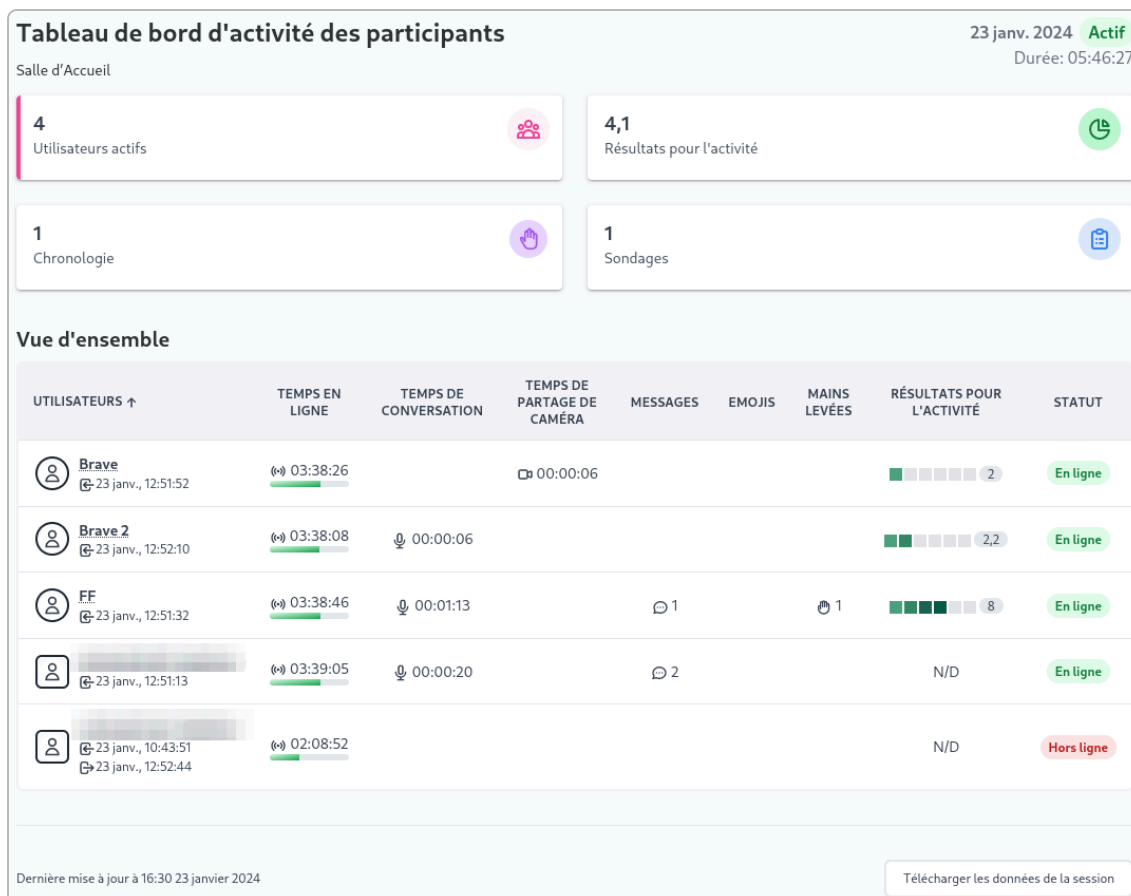 Tableau de bord d'activité des participants
23 janv. 2024 Actif
Salle d’Accueil
Durée: 05:46:27
4
Utilisateurs actifs
4,1
Résultats pour l'activité
1
Chronologie
1
Sondages
Vue d'ensemble
UTILISATEURS ↑
TEMPS EN
LIGNE
TEMPS DE
CONVERSATION
TEMPS DE
PARTAGE DE
CAMÉRA
MESSAGES
EMOJIS
MAINS
LEVÉES
RÉSULTATS POUR
L'ACTIVITÉ
STATUT
Brave
23 janv., 12:51:52
03:38:26
00:00:06
2
En ligne
Brave 2
23 janv., 12:52:10
03:38:08
00:00:06
2,2
En ligne
FF
23 janv., 12:51:32
03:38:46
00:01:13
1
1
8
En ligne
23 janv., 12:51:13
03:39:05
00:00:20
2
N/D
En ligne
23 janv., 10:43:51
23 janv., 12:52:44
02:08:52
N/D
Hors ligne
Dernière mise à jour à 16:30 23 janvier 2024
Télécharger les données de la session